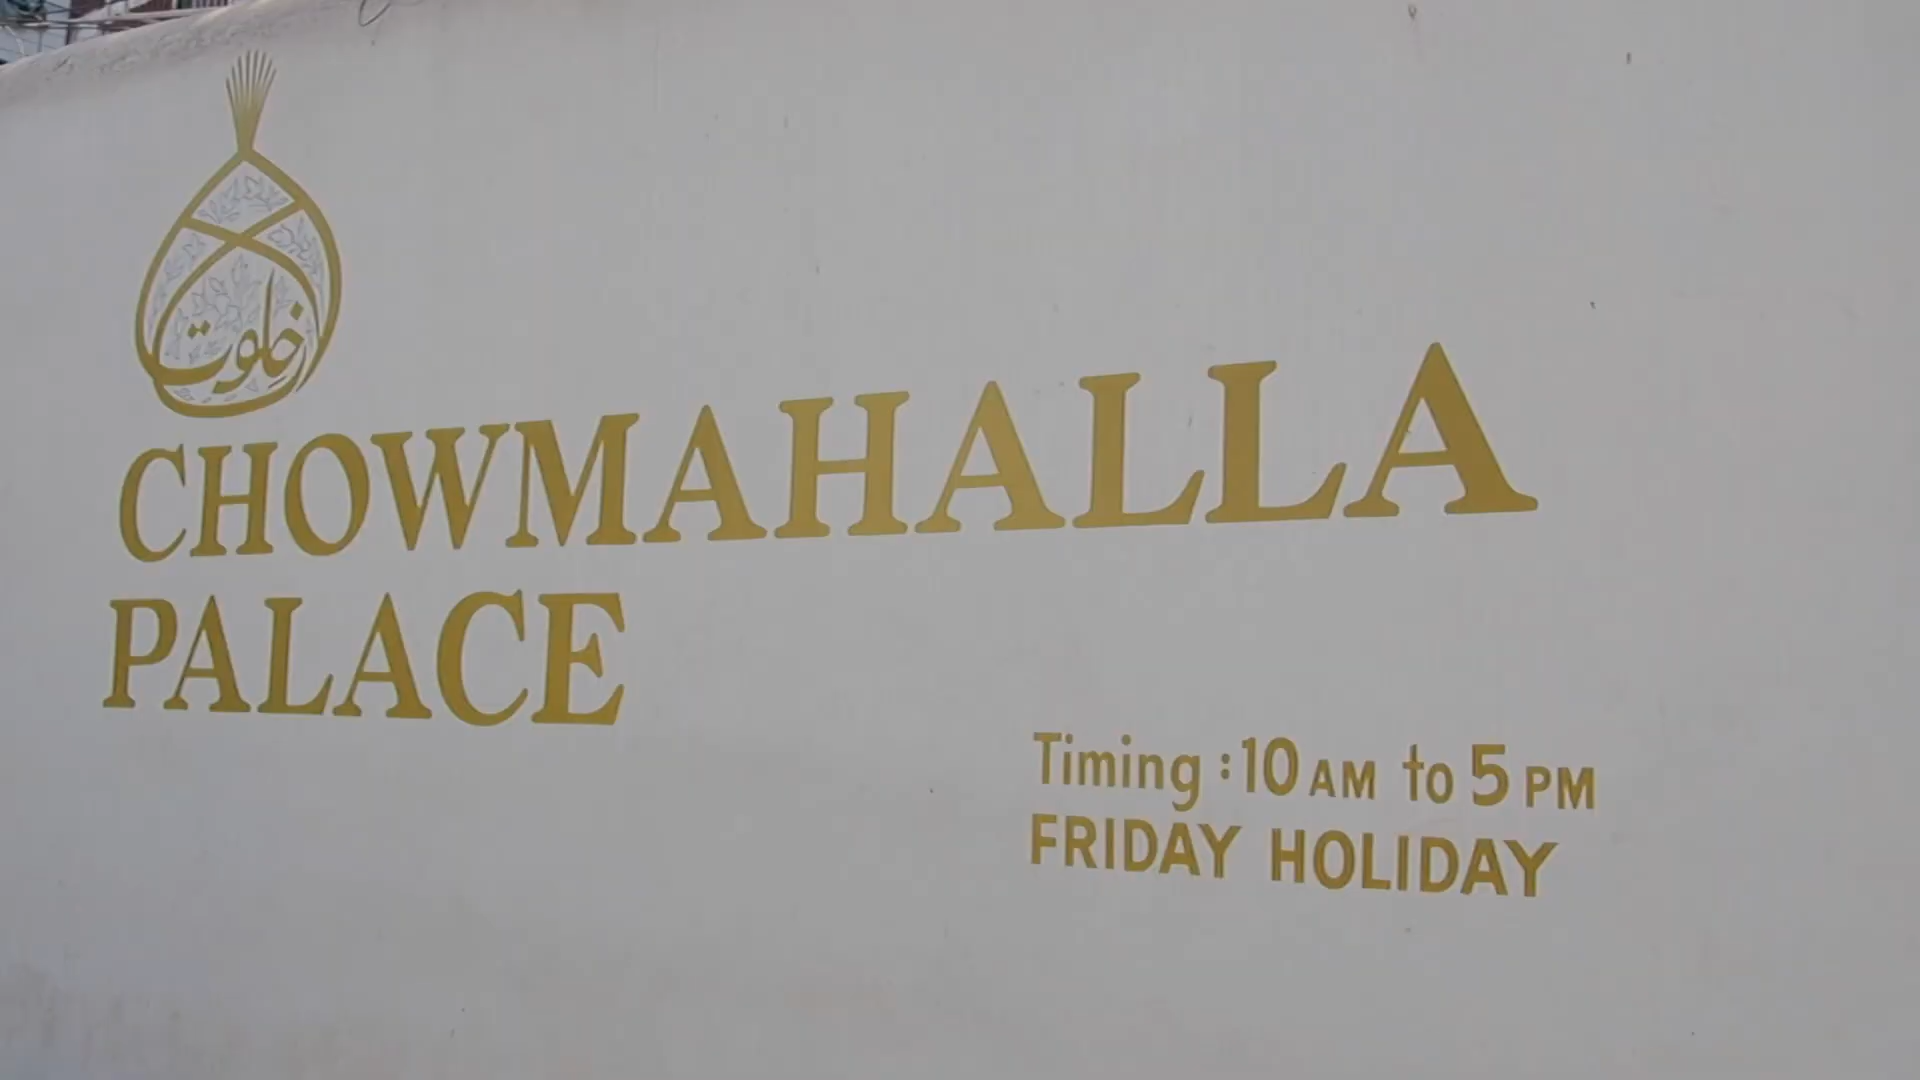 خلوت
CHOWMAHALLA
PALACE
Timing : 10 AM to 5 PM
FRIDAY HOLIDAY